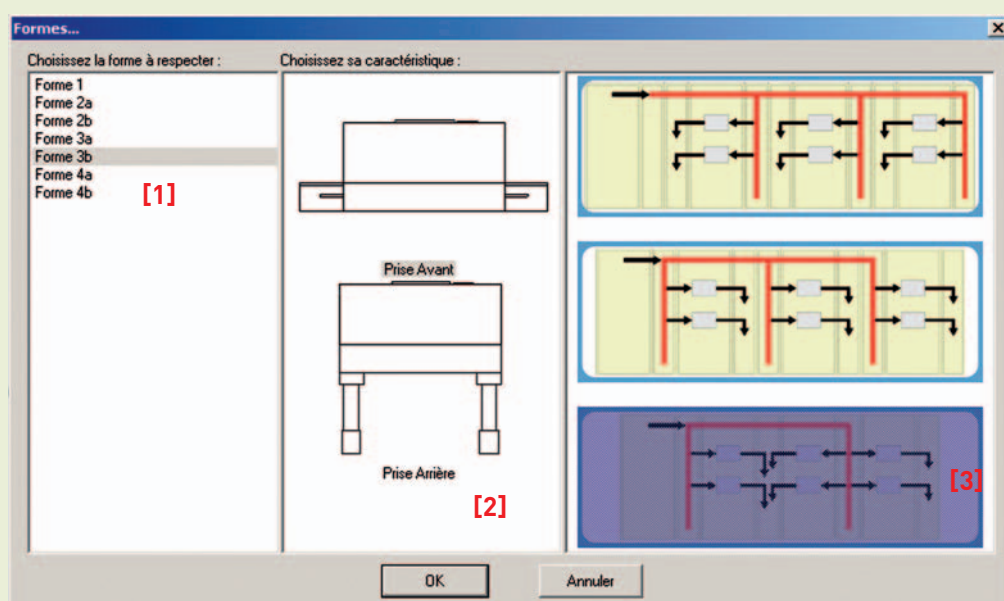 Formes...
Choisissez la forme à respecter :
Choisissez sa caractéristique :
Forme 1
Forme 2a
Forme 2b
Forme 3a
Forme 3b
Forme 4a
Forme 4b
[1]
Prise Avant
Prise Arrière
[2]
[3]
OK
Annuler